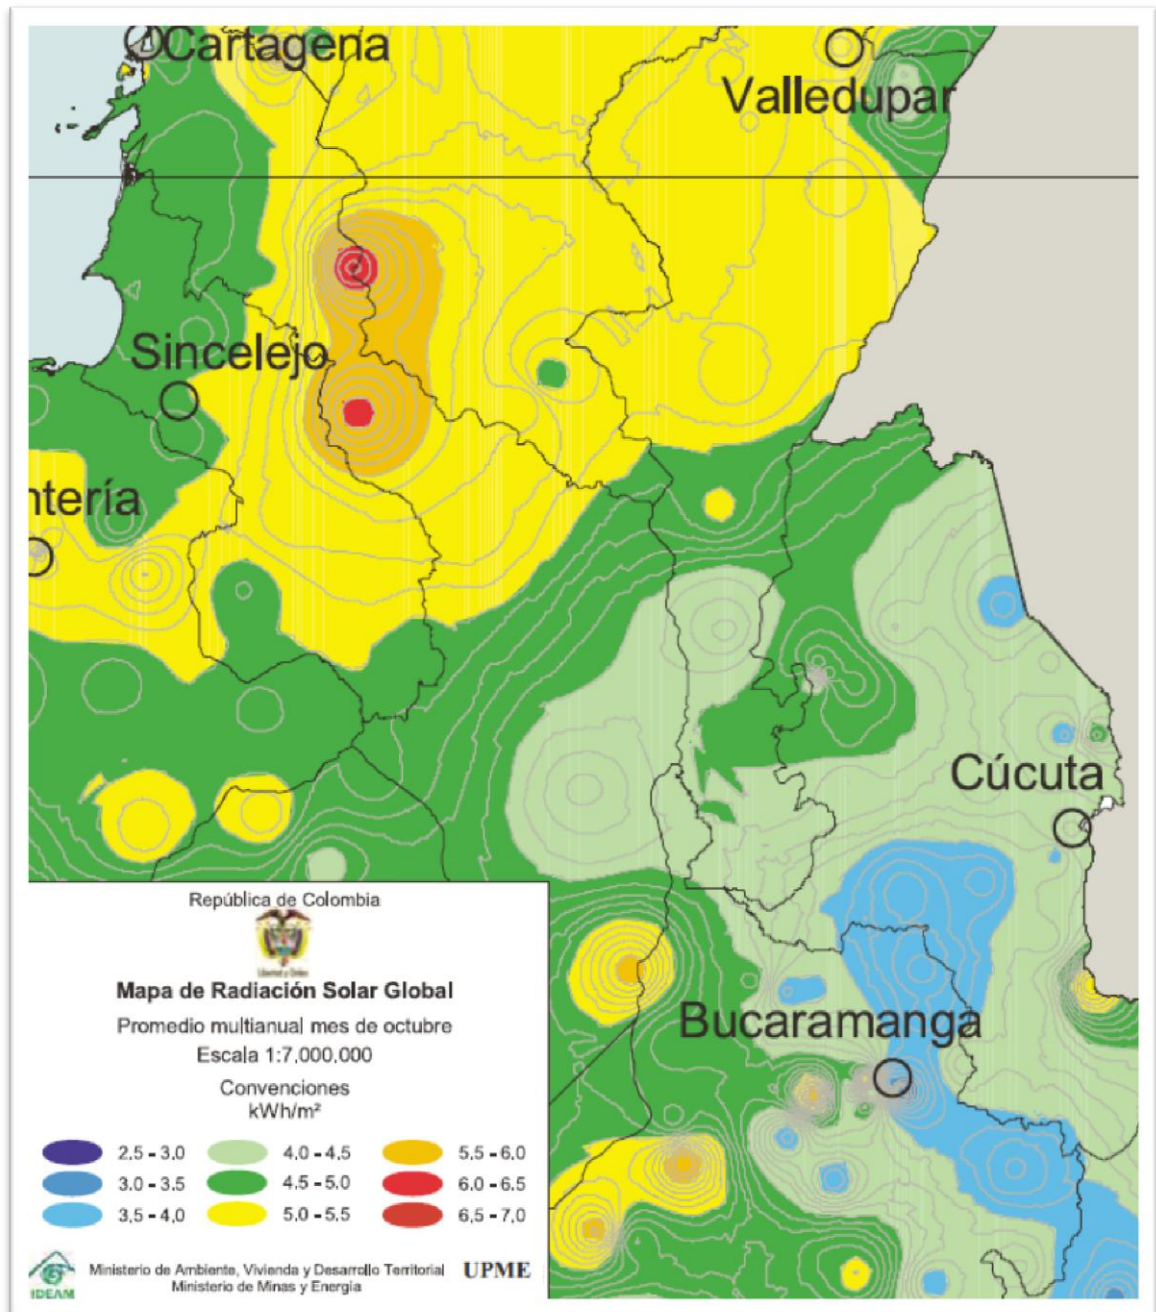 Cartagena
Valledupar
Sincelejo
ntería
Cúcuta
Bucaramanga
República de Colombia
Libertad y Orden
Mapa de Radiación Solar Global
Promedio multianual mes de octubre
Escala 1:7,000,000
Convenciones
kWh/m²
2.5 - 3.0
4.0 - 4.5
5.5 - 6.0
3.0 - 3.5
4.5 - 5.0
6.0 - 6.5
3.5 - 4.0
5.0 - 5.5
6.5 - 7.0
IDEAM
Ministerio de Ambiente, Vivienda y Desarrollo Territorial
Ministerio de Minas y Energía
UPME